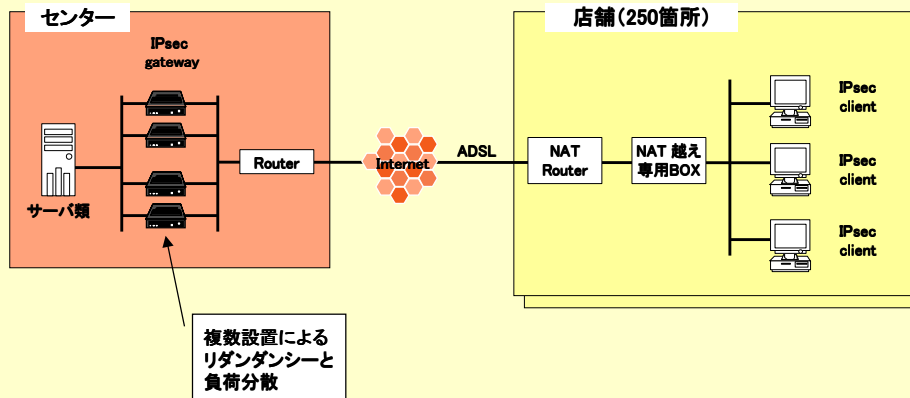 センター
IPsec
gateway
サーバ類
Router
Internet
ADSL
複数設置による
リダンダンシーと
負荷分散
店舗(250箇所)
NAT
Router
NAT 越え
専用BOX
IPsec
client
IPsec
client
IPsec
client